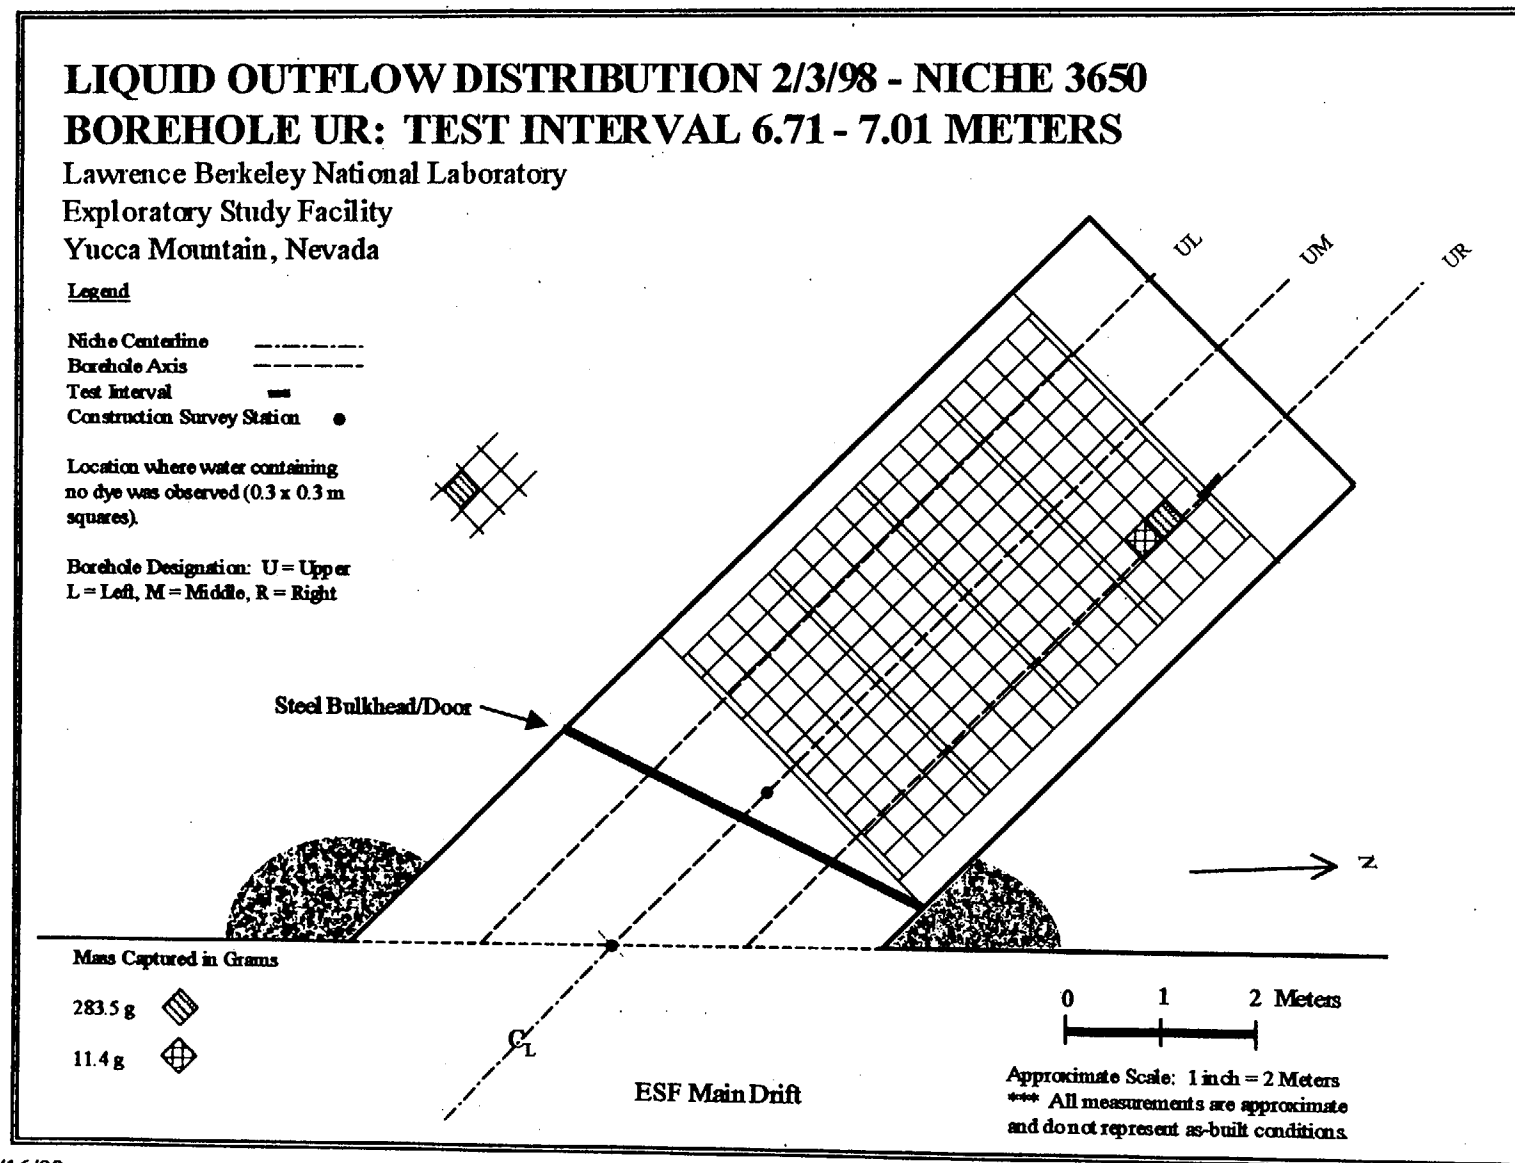 LIQUID OUTFLOW DISTRIBUTION 2/3/98 - NICHE 3650
BOREHOLE UR: TEST INTERVAL 6.71 - 7.01 METERS
Lawrence Berkeley National Laboratory
Exploratory Study Facility
Yucca Mountain, Nevada
Legend
Niche Centerline
Borehole Axis
Test Interval
Construction Survey Station
Location where water containing
no dye was observed (0.3 x 0.3 m
squares).
Borehole Designation: U = Upper
L = Left, M = Middle, R = Right
UL
UM
UR
Steel Bulkhead/Door
N
Mass Captured in Grams
283.5 g
11.4 g
CL
ESF Main Drift
0 1 2 Meters
Approximate Scale: 1 inch = 2 Meters
*** All measurements are approximate
and do not represent as-built conditions.